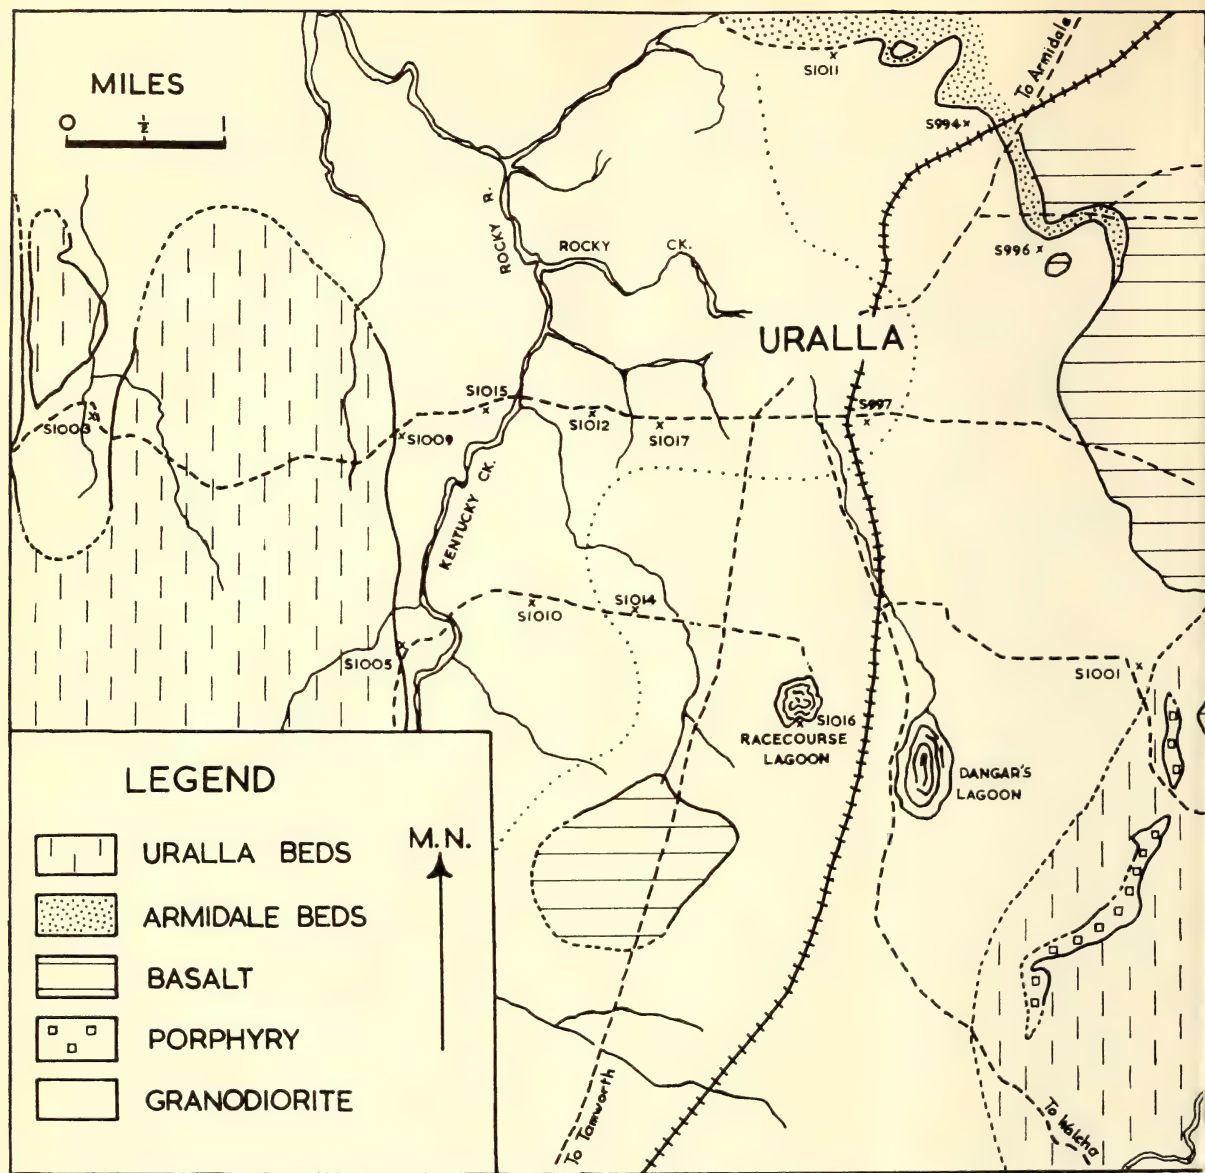 MILES
0 ½ 1
To Armidale
S1011
S994
ROCKY R.
ROCKY CK.
S996
URALLA
S1003
S1015
S1009
S1012
S1017
S997
KENTUCKY CK.
S1010
S1014
S1005
S1001
S1016
RACECOURSE
LAGOON
DANGAR'S
LAGOON
LEGEND
M.N.
URALLA BEDS
ARMIDALE BEDS
BASALT
PORPHYRY
GRANODIORITE
To Tamworth
To Walcha